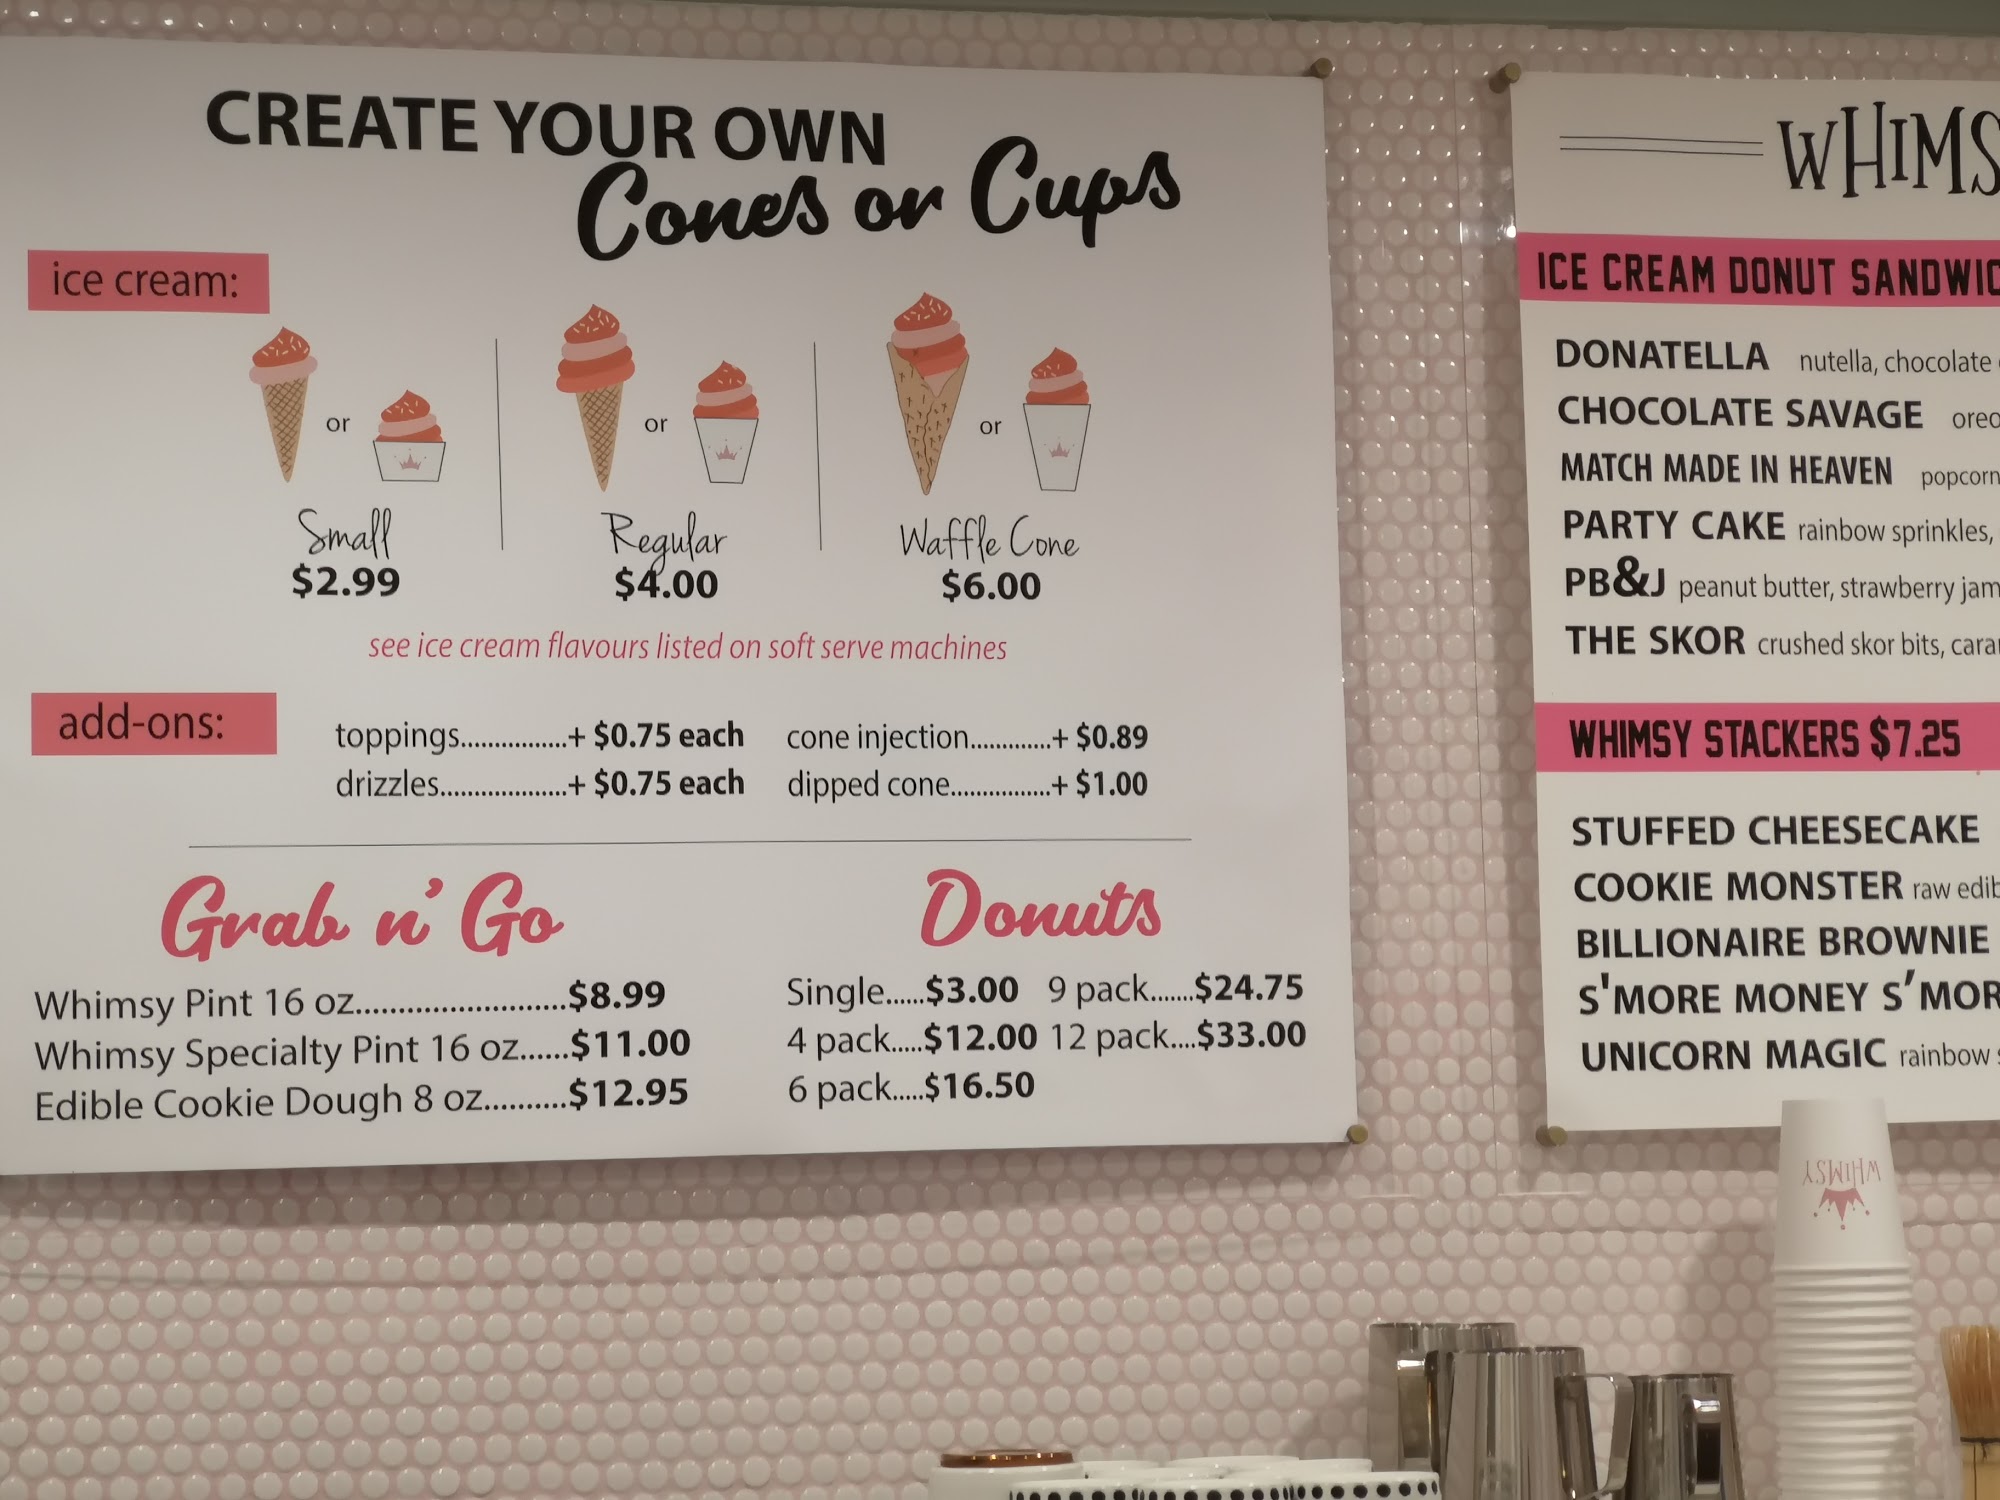 CREATE YOUR OWN
Cones or Cups
ice cream:
or or or
Small Regular Waffle Cone
$2.99 $4.00 $6.00
see ice cream flavours listed on soft serve machines
add-ons:
toppings................+ $0.75 each cone injection.............+ $0.89
drizzles...................+ $0.75 each dipped cone................+ $1.00
Grab n' Go
Whimsy Pint 16 oz.........................$8.99
Whimsy Specialty Pint 16 oz......$11.00
Edible Cookie Dough 8 oz..........$12.95
Donuts
Single......$3.00 9 pack.......$24.75
4 pack.....$12.00 12 pack....$33.00
6 pack.....$16.50
WHIMS
ICE CREAM DONUT SANDWIC
DONATELLA nutella, chocolate
CHOCOLATE SAVAGE oreo
MATCH MADE IN HEAVEN popcorn
PARTY CAKE rainbow sprinkles,
PB&J peanut butter, strawberry jam
THE SKOR crushed skor bits, cara
WHIMSY STACKERS $7.25
STUFFED CHEESECAKE
COOKIE MONSTER raw edib
BILLIONAIRE BROWNIE
S'MORE MONEY S'MOR
UNICORN MAGIC rainbow
WHIMSY